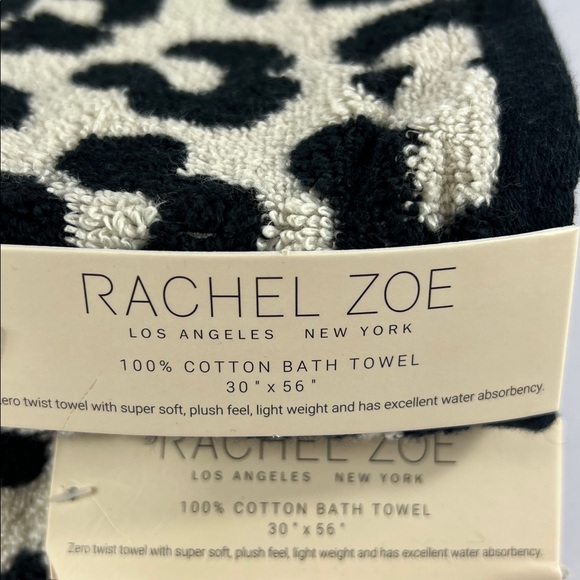 RACHEL ZOE
LOS ANGELES NEW YORK
100% COTTON BATH TOWEL
30" x 56"
ero twist towel with super soft, plush feel, light weight and has excellent water absorbency.
RACHEL ZOE
LOS ANGELES NEW YORK
100% COTTON BATH TOWEL
30" x 56"
Zero twist towel with super soft, plush feel, light weight and has excellent water absorbency.